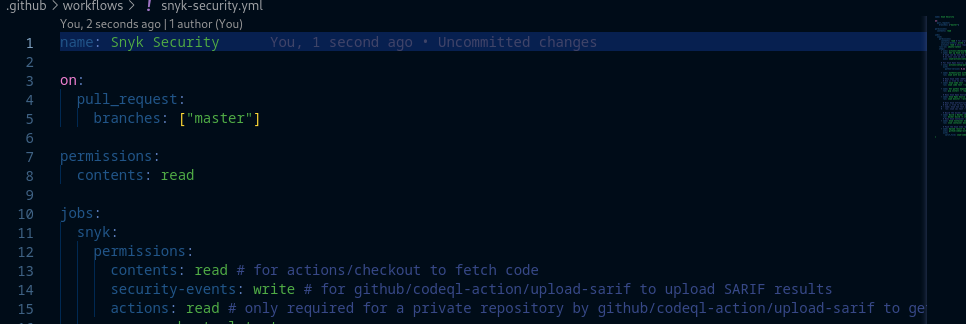 .github > workflows > ! snyk-security.yml
You, 2 seconds ago | 1 author (You)
1 name: Snyk Security You, 1 second ago • Uncommitted changes
2
3 on:
4 pull_request:
5 branches: ["master"]
6
7 permissions:
8 contents: read
9
10 jobs:
11 snyk:
12 permissions:
13 contents: read # for actions/checkout to fetch code
14 security-events: write # for github/codeql-action/upload-sarif to upload SARIF results
15 actions: read # only required for a private repository by github/codeql-action/upload-sarif to ge